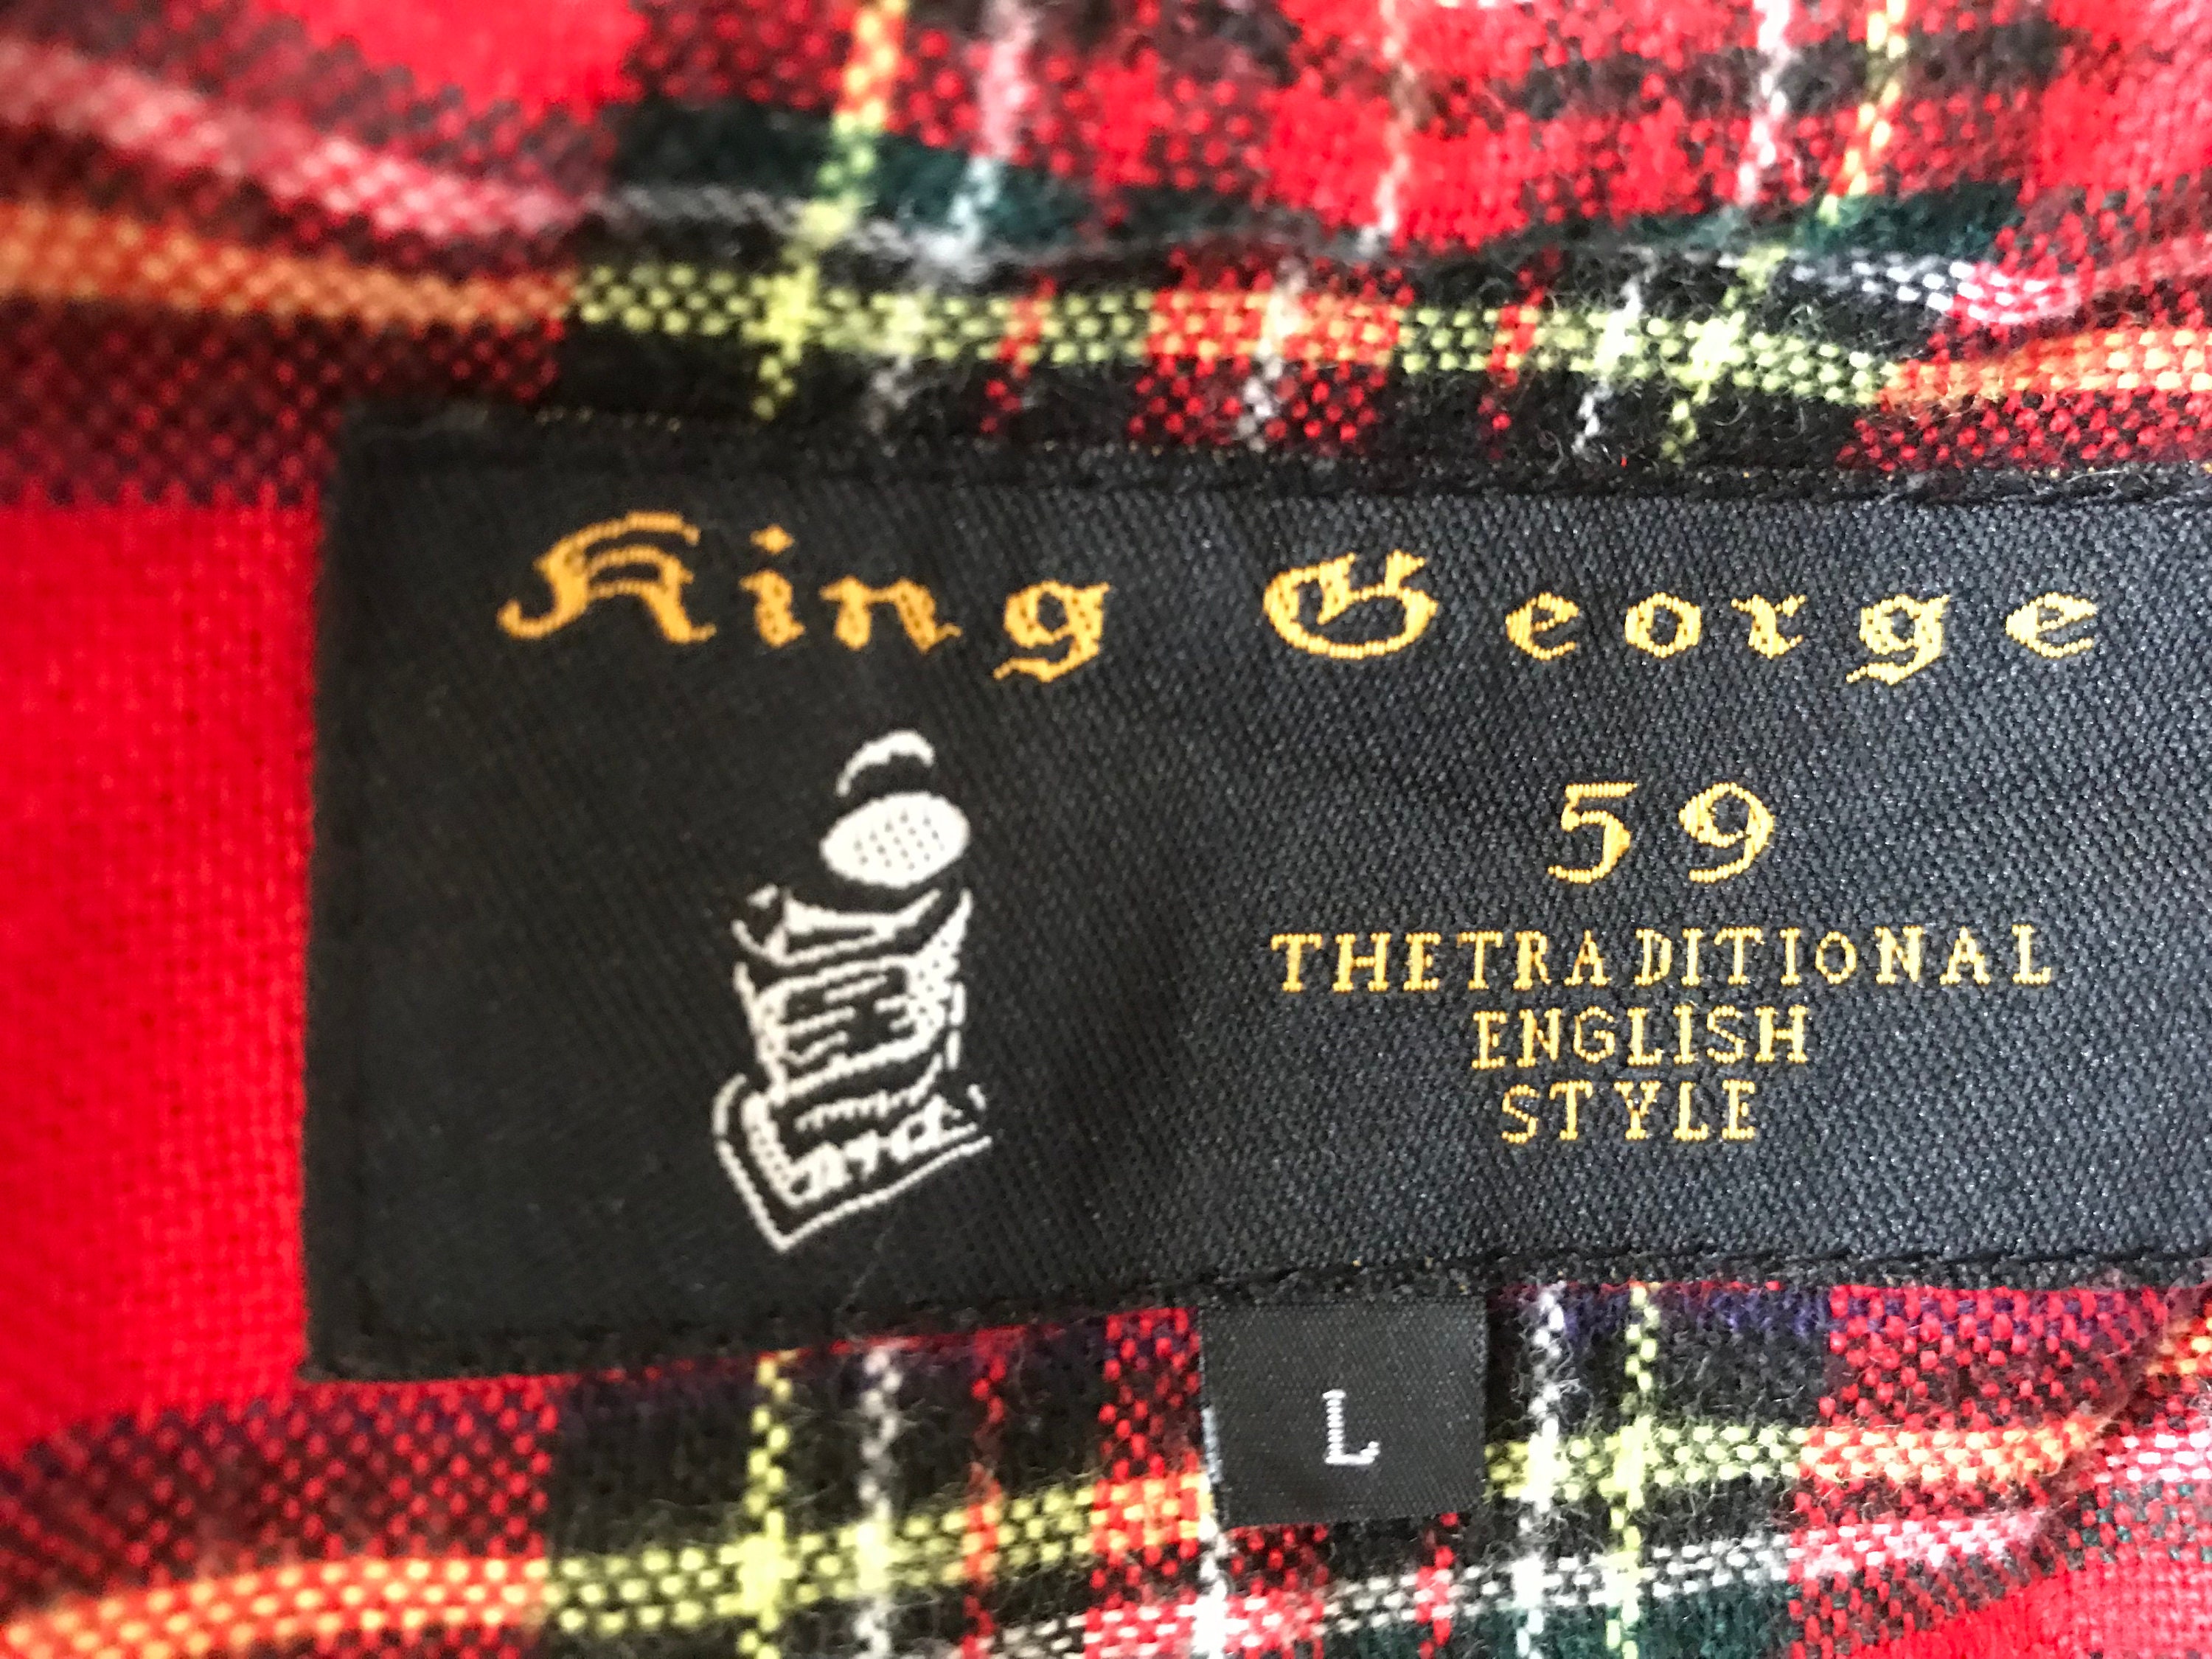 King George
59
THETRADITIONAL
ENGLISH
STYLE
L